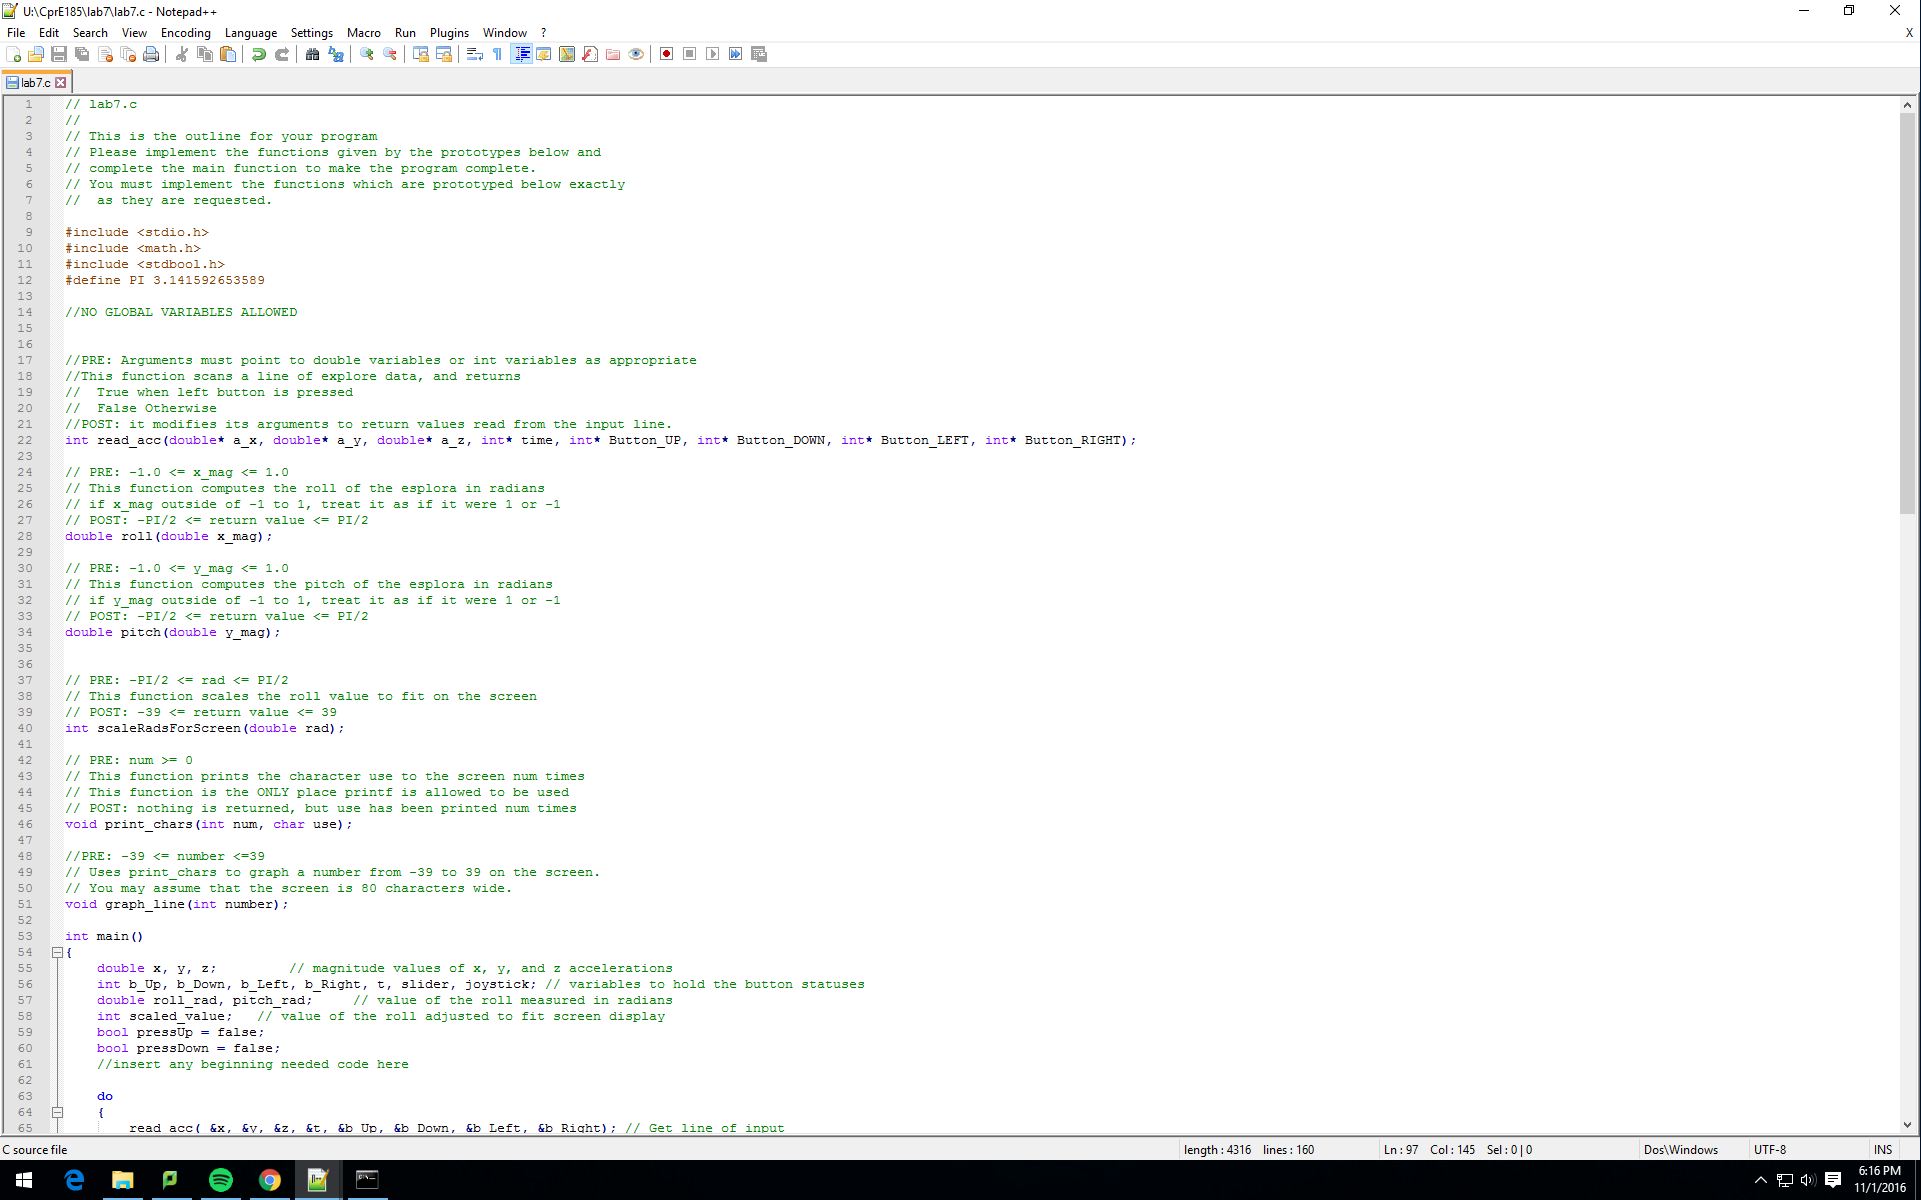 U:\CprE185\lab7\lab7.c - Notepad++
File Edit Search View Encoding Language Settings Macro Run Plugins Window ? X
lab7.c
1 // lab7.c
2 //
3 // This is the outline for your program
4 // Please implement the functions given by the prototypes below and
5 // complete the main function to make the program complete.
6 // You must implement the functions which are prototyped below exactly
7 //  as they are requested.
8
9 #include <stdio.h>
10 #include <math.h>
11 #include <stdbool.h>
12 #define PI 3.141592653589
13
14 //NO GLOBAL VARIABLES ALLOWED
15
16
17 //PRE: Arguments must point to double variables or int variables as appropriate
18 //This function scans a line of explore data, and returns
19 //  True when left button is pressed
20 //  False Otherwise
21 //POST: it modifies its arguments to return values read from the input line.
22 int read_acc(double* a_x, double* a_y, double* a_z, int* time, int* Button_UP, int* Button_DOWN, int* Button_LEFT, int* Button_RIGHT);
23
24 // PRE: -1.0 <= x_mag <= 1.0
25 // This function computes the roll of the esplora in radians
26 // if x_mag outside of -1 to 1, treat it as if it were 1 or -1
27 // POST: -PI/2 <= return value <= PI/2
28 double roll(double x_mag);
29
30 // PRE: -1.0 <= y_mag <= 1.0
31 // This function computes the pitch of the esplora in radians
32 // if y_mag outside of -1 to 1, treat it as if it were 1 or -1
33 // POST: -PI/2 <= return value <= PI/2
34 double pitch(double y_mag);
35
36
37 // PRE: -PI/2 <= rad <= PI/2
38 // This function scales the roll value to fit on the screen
39 // POST: -39 <= return value <= 39
40 int scaleRadsForScreen(double rad);
41
42 // PRE: num >= 0
43 // This function prints the character use to the screen num times
44 // This function is the ONLY place printf is allowed to be used
45 // POST: nothing is returned, but use has been printed num times
46 void print_chars(int num, char use);
47
48 //PRE: -39 <= number <=39
49 // Uses print_chars to graph a number from -39 to 39 on the screen.
50 // You may assume that the screen is 80 characters wide.
51 void graph_line(int number);
52
53 int main()
54 {
55     double x, y, z;         // magnitude values of x, y, and z accelerations
56     int b_Up, b_Down, b_Left, b_Right, t, slider, joystick; // variables to hold the button statuses
57     double roll_rad, pitch_rad;     // value of the roll measured in radians
58     int scaled_value;   // value of the roll adjusted to fit screen display
59     bool pressUp = false;
60     bool pressDown = false;
61     //insert any beginning needed code here
62
63     do
64     {
65         read_acc( &x, &y, &z, &t, &b_Up, &b_Down, &b_Left, &b_Right); // Get line of input
C source file length : 4316 lines : 160 Ln : 97 Col : 145 Sel : 0 | 0 Dos\Windows UTF-8 INS
6:16 PM
11/1/2016